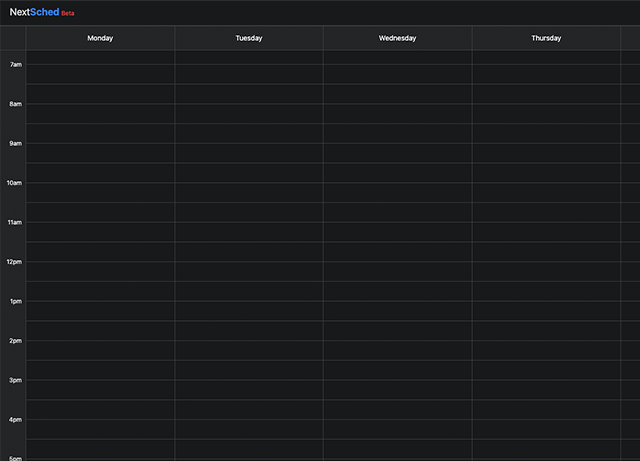 NextSched Beta
Monday Tuesday Wednesday Thursday
7am
8am
9am
10am
11am
12pm
1pm
2pm
3pm
4pm
5pm